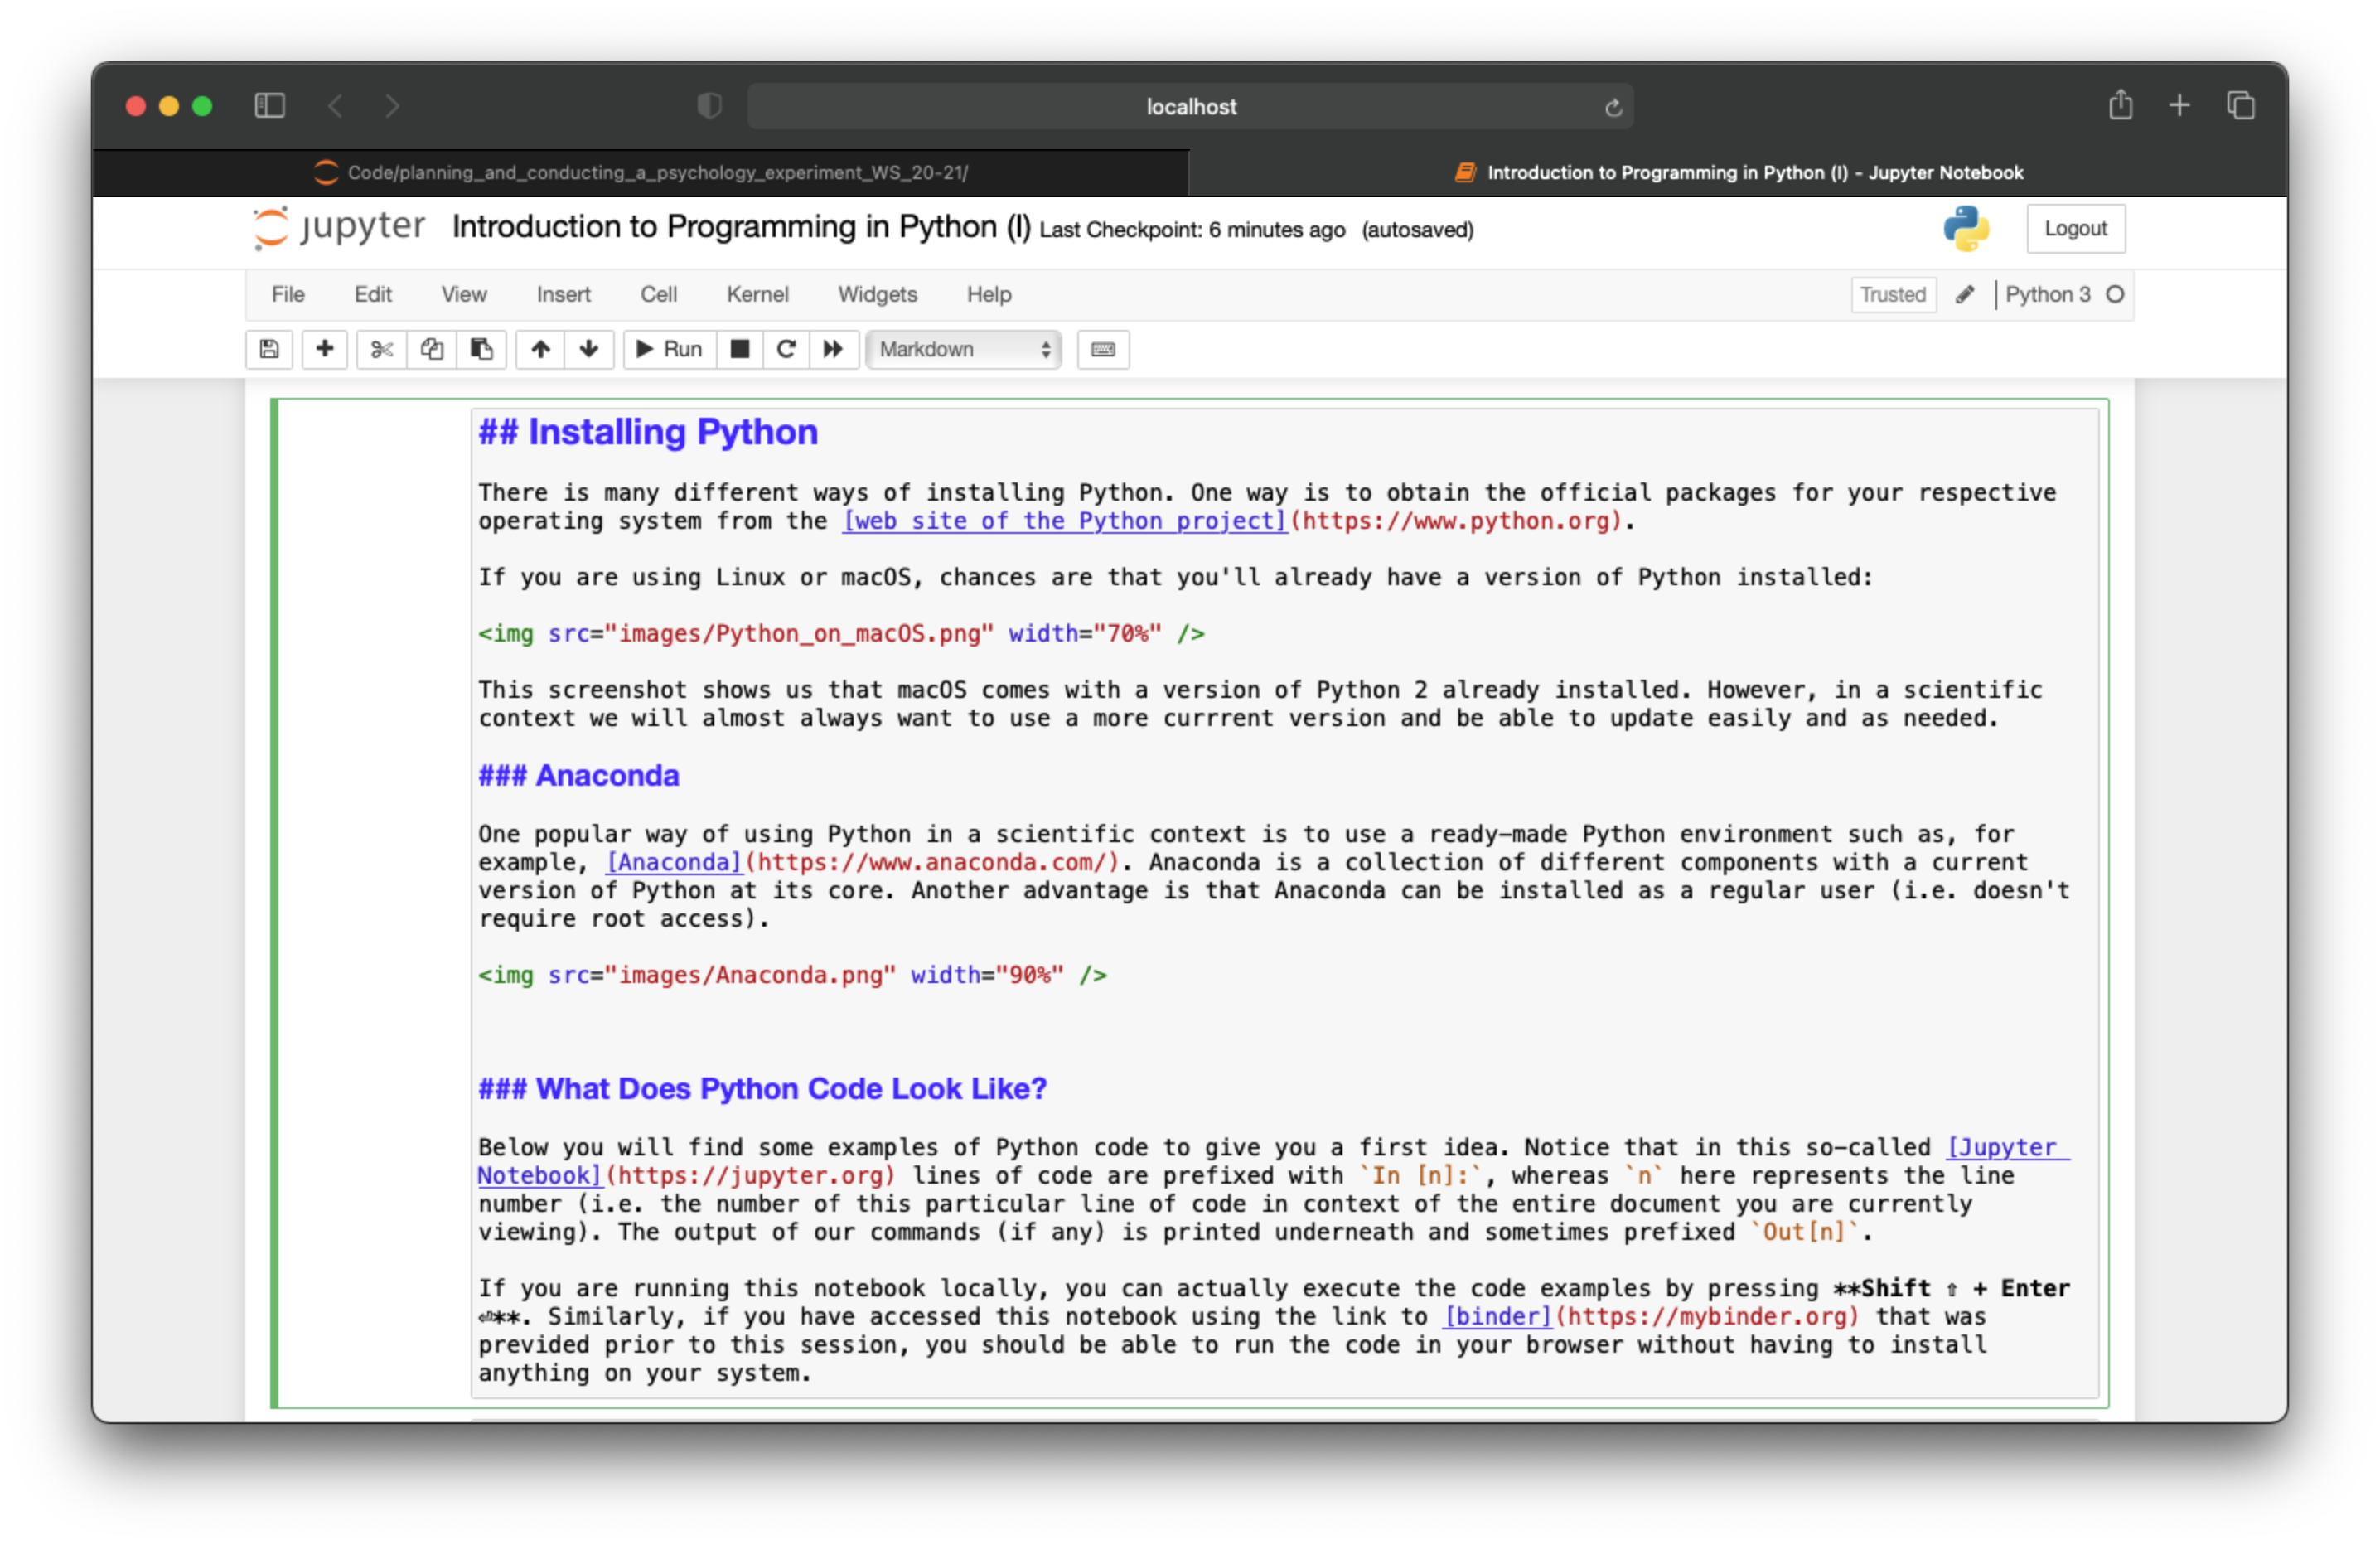 localhost
Code/planning_and_conducting_a_psychology_experiment_WS_20-21/
Introduction to Programming in Python (I) - Jupyter Notebook
jupyter Introduction to Programming in Python (I) Last Checkpoint: 6 minutes ago (autosaved)
Logout
File Edit View Insert Cell Kernel Widgets Help
Trusted Python 3
Run Markdown
## Installing Python
There is many different ways of installing Python. One way is to obtain the official packages for your respective
operating system from the [web site of the Python project](https://www.python.org).
If you are using Linux or macOS, chances are that you'll already have a version of Python installed:
<img src="images/Python_on_macOS.png" width="70%" />
This screenshot shows us that macOS comes with a version of Python 2 already installed. However, in a scientific
context we will almost always want to use a more currrent version and be able to update easily and as needed.
### Anaconda
One popular way of using Python in a scientific context is to use a ready-made Python environment such as, for
example, [Anaconda](https://www.anaconda.com/). Anaconda is a collection of different components with a current
version of Python at its core. Another advantage is that Anaconda can be installed as a regular user (i.e. doesn't
require root access).
<img src="images/Anaconda.png" width="90%" />
### What Does Python Code Look Like?
Below you will find some examples of Python code to give you a first idea. Notice that in this so-called [Jupyter
Notebook](https://jupyter.org) lines of code are prefixed with `In [n]:`, whereas `n` here represents the line
number (i.e. the number of this particular line of code in context of the entire document you are currently
viewing). The output of our commands (if any) is printed underneath and sometimes prefixed `Out[n]`.
If you are running this notebook locally, you can actually execute the code examples by pressing **Shift ⇧ + Enter
⏎**. Similarly, if you have accessed this notebook using the link to [binder](https://mybinder.org) that was
previded prior to this session, you should be able to run the code in your browser without having to install
anything on your system.